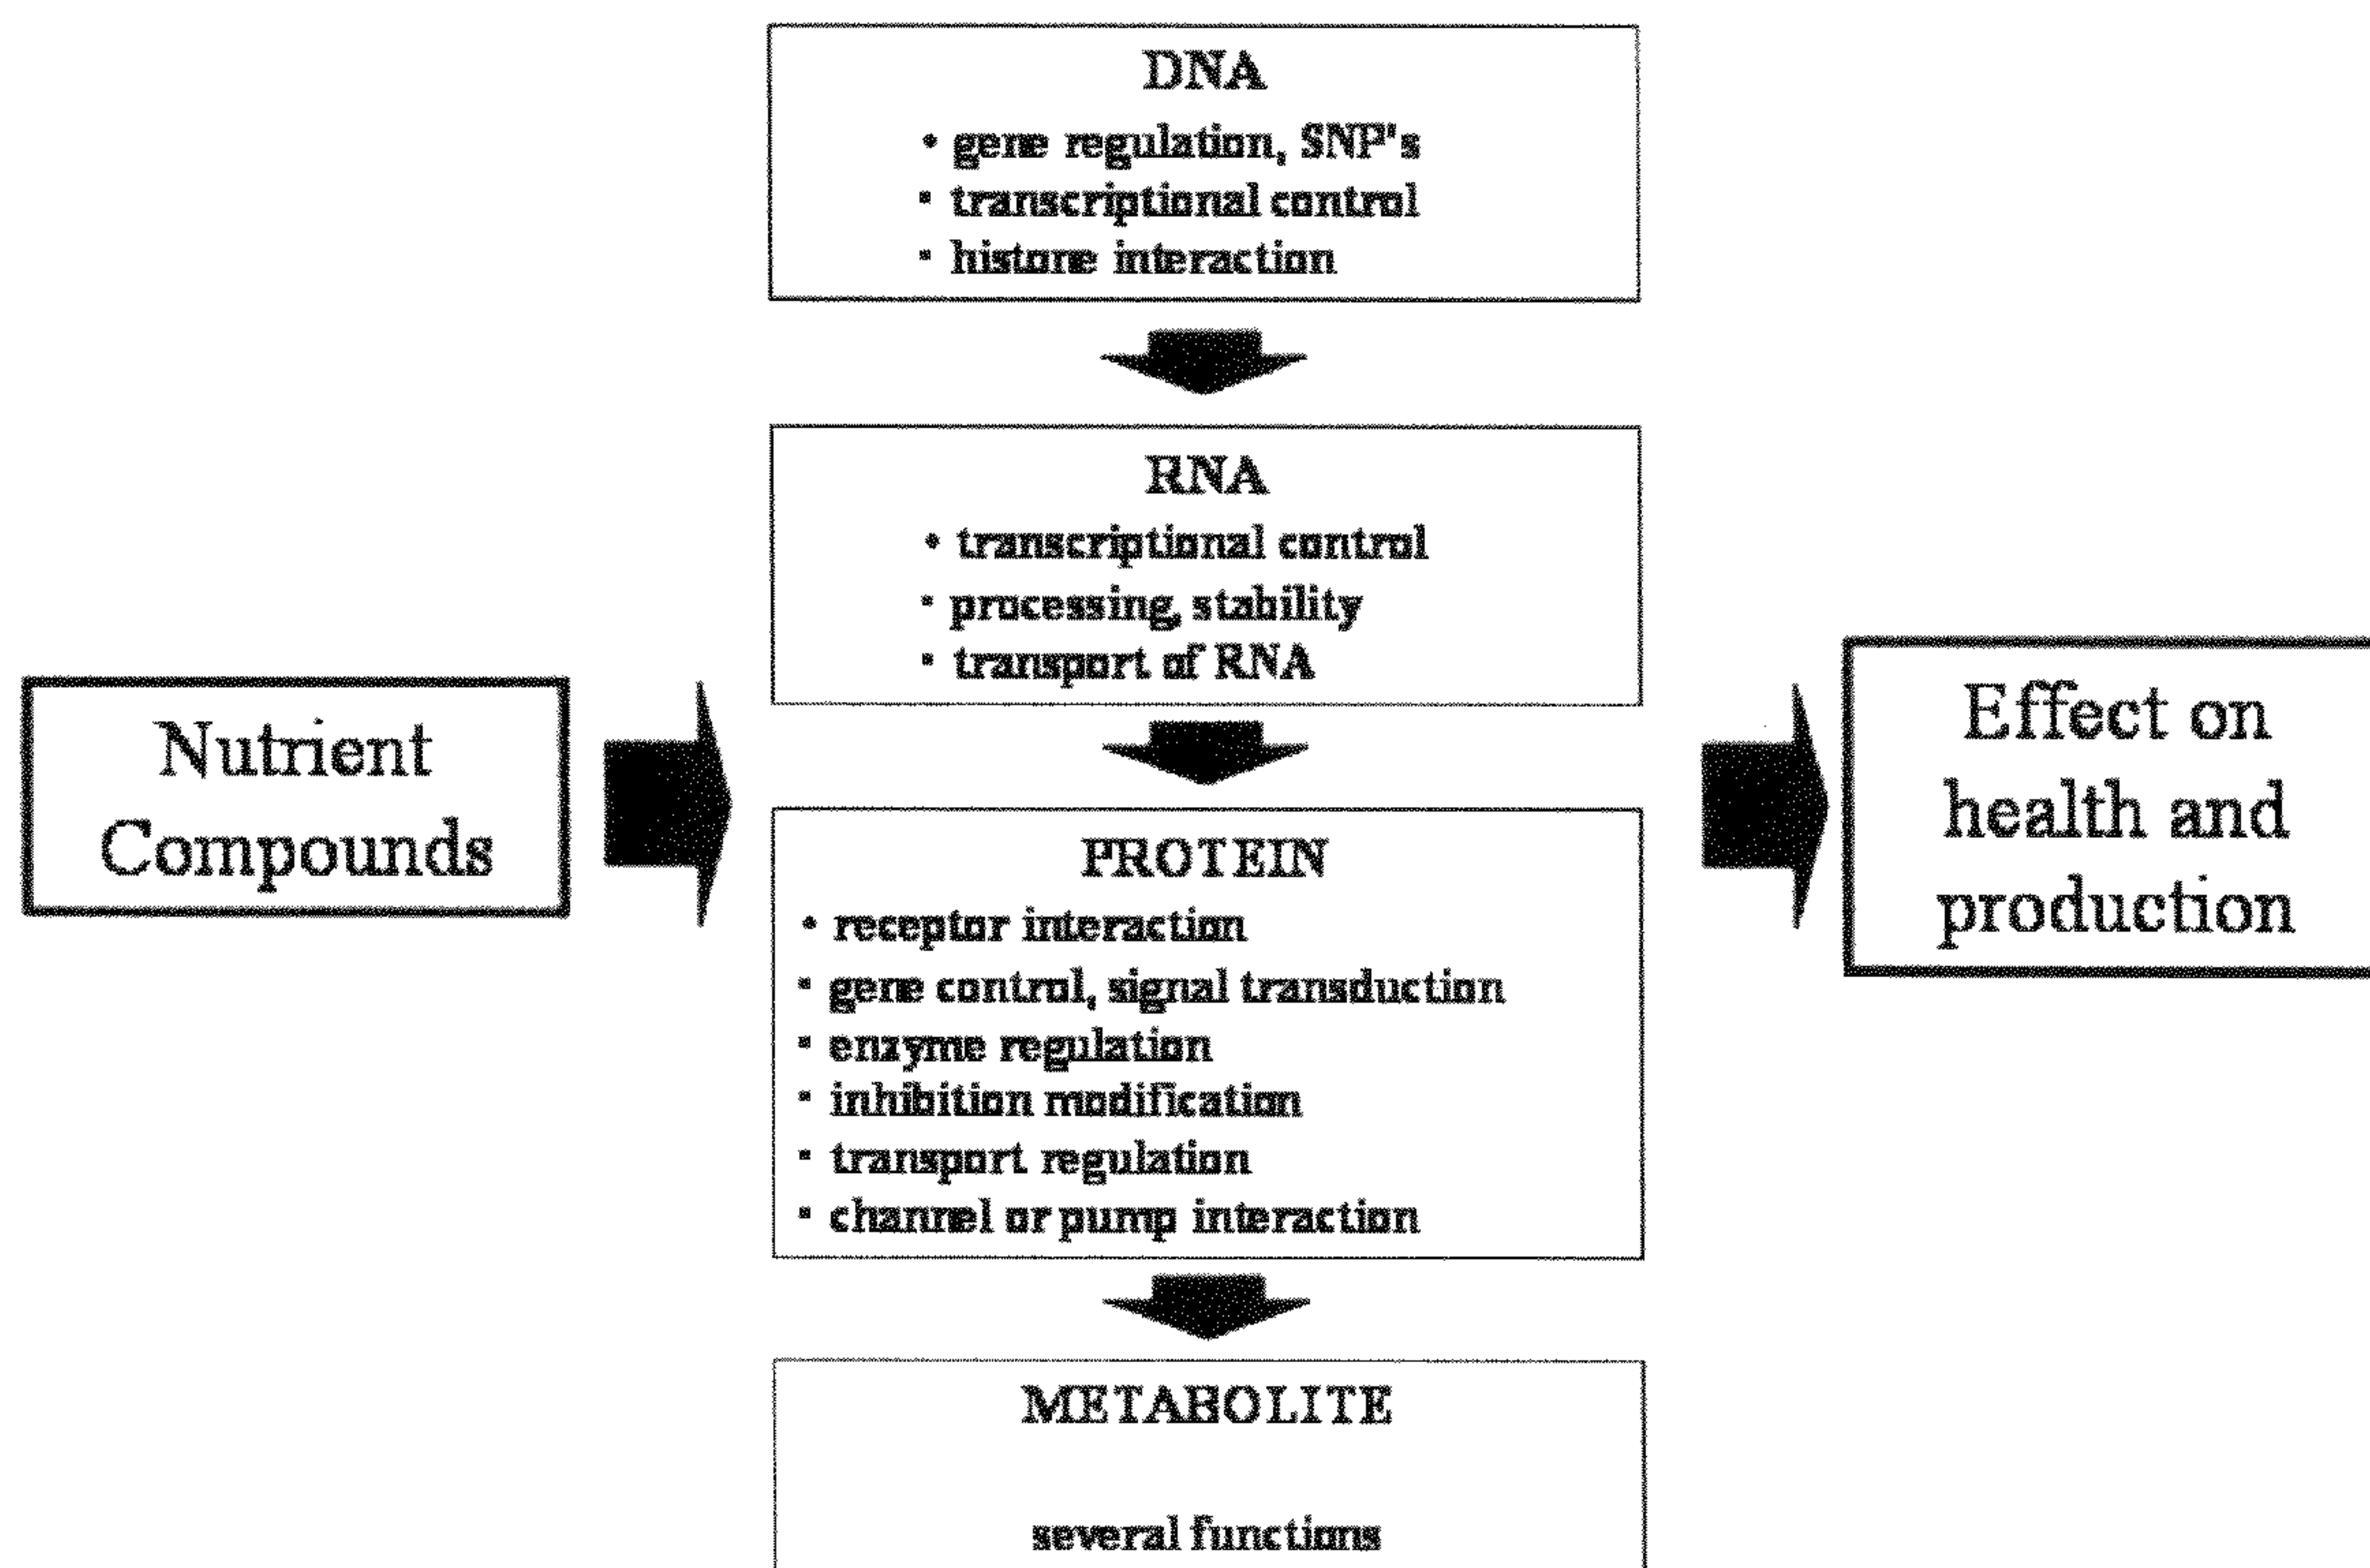 DNA
• gene regulation, SNP's
▪ transcriptional control
▪ histone interaction
RNA
• transcriptional control
▪ processing, stability
▪ transport of RNA
Nutrient
Compounds
PROTEIN
• receptor interaction
▪ gene control, signal transduction
▪ enzyme regulation
▪ inhibition modification
▪ transport regulation
▪ channel or pump interaction
METABOLITE
several functions
Effect on
health and
production